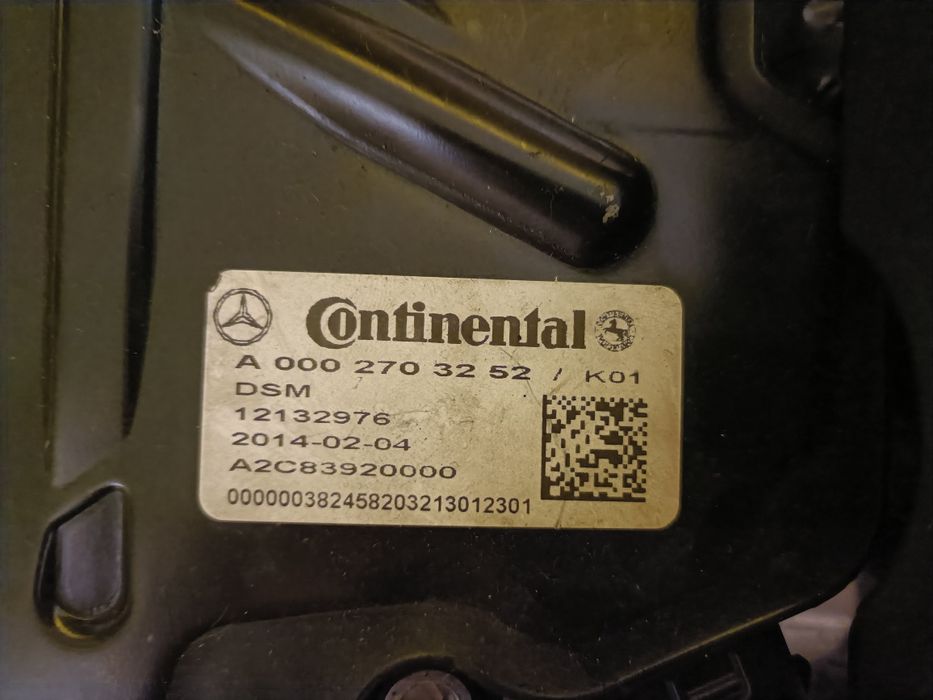 Continental
A 000 270 32 52 / K01
DSM
12132976
2014-02-04
A2C83920000
000000382458203213012301